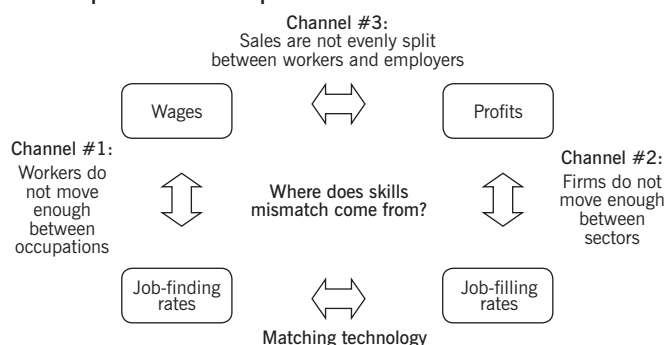 Channel #3:
Sales are not evenly split
between workers and employers
Wages
Profits
Channel #1:
Workers do
not move
enough
between
occupations
Where does skills
mismatch come from?
Channel #2:
Firms do not
move enough
between
sectors
Job-finding
rates
Job-filling
rates
Matching technology